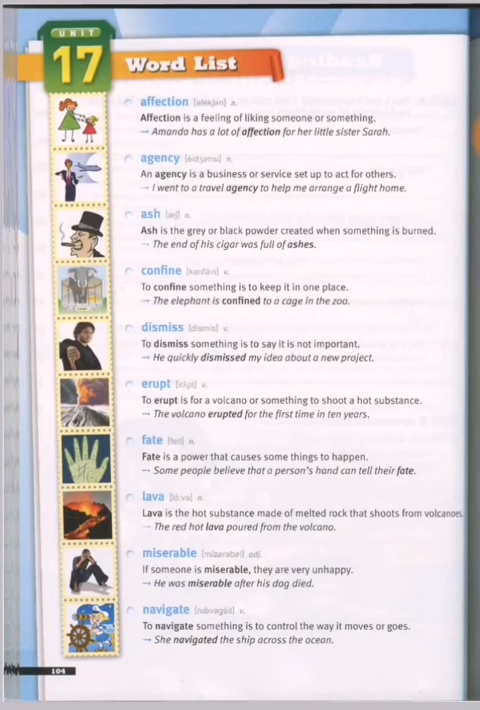 UNIT
17
Word List
affection n.
Affection is a feeling of liking someone or something.
→ Amanda has a lot of affection for her little sister Sarah.
agency n.
An agency is a business or service set up to act for others.
→ I went to a travel agency to help me arrange a flight home.
ash [æʃ] n.
Ash is the grey or black powder created when something is burned.
→ The end of his cigar was full of ashes.
confine v.
To confine something is to keep it in one place.
→ The elephant is confined to a cage in the zoo.
dismiss [dismis] v.
To dismiss something is to say it is not important.
→ He quickly dismissed my idea about a new project.
erupt [irʌpt] v.
To erupt is for a volcano or something to shoot a hot substance.
→ The volcano erupted for the first time in ten years.
fate [feit] n.
Fate is a power that causes some things to happen.
→ Some people believe that a person's hand can tell their fate.
lava [lɑ:və] n.
Lava is the hot substance made of melted rock that shoots from volcanoes.
→ The red hot lava poured from the volcano.
miserable [mizərəbəl] adj.
If someone is miserable, they are very unhappy.
→ He was miserable after his dog died.
navigate [nævəgeit] v.
To navigate something is to control the way it moves or goes.
→ She navigated the ship across the ocean.
104